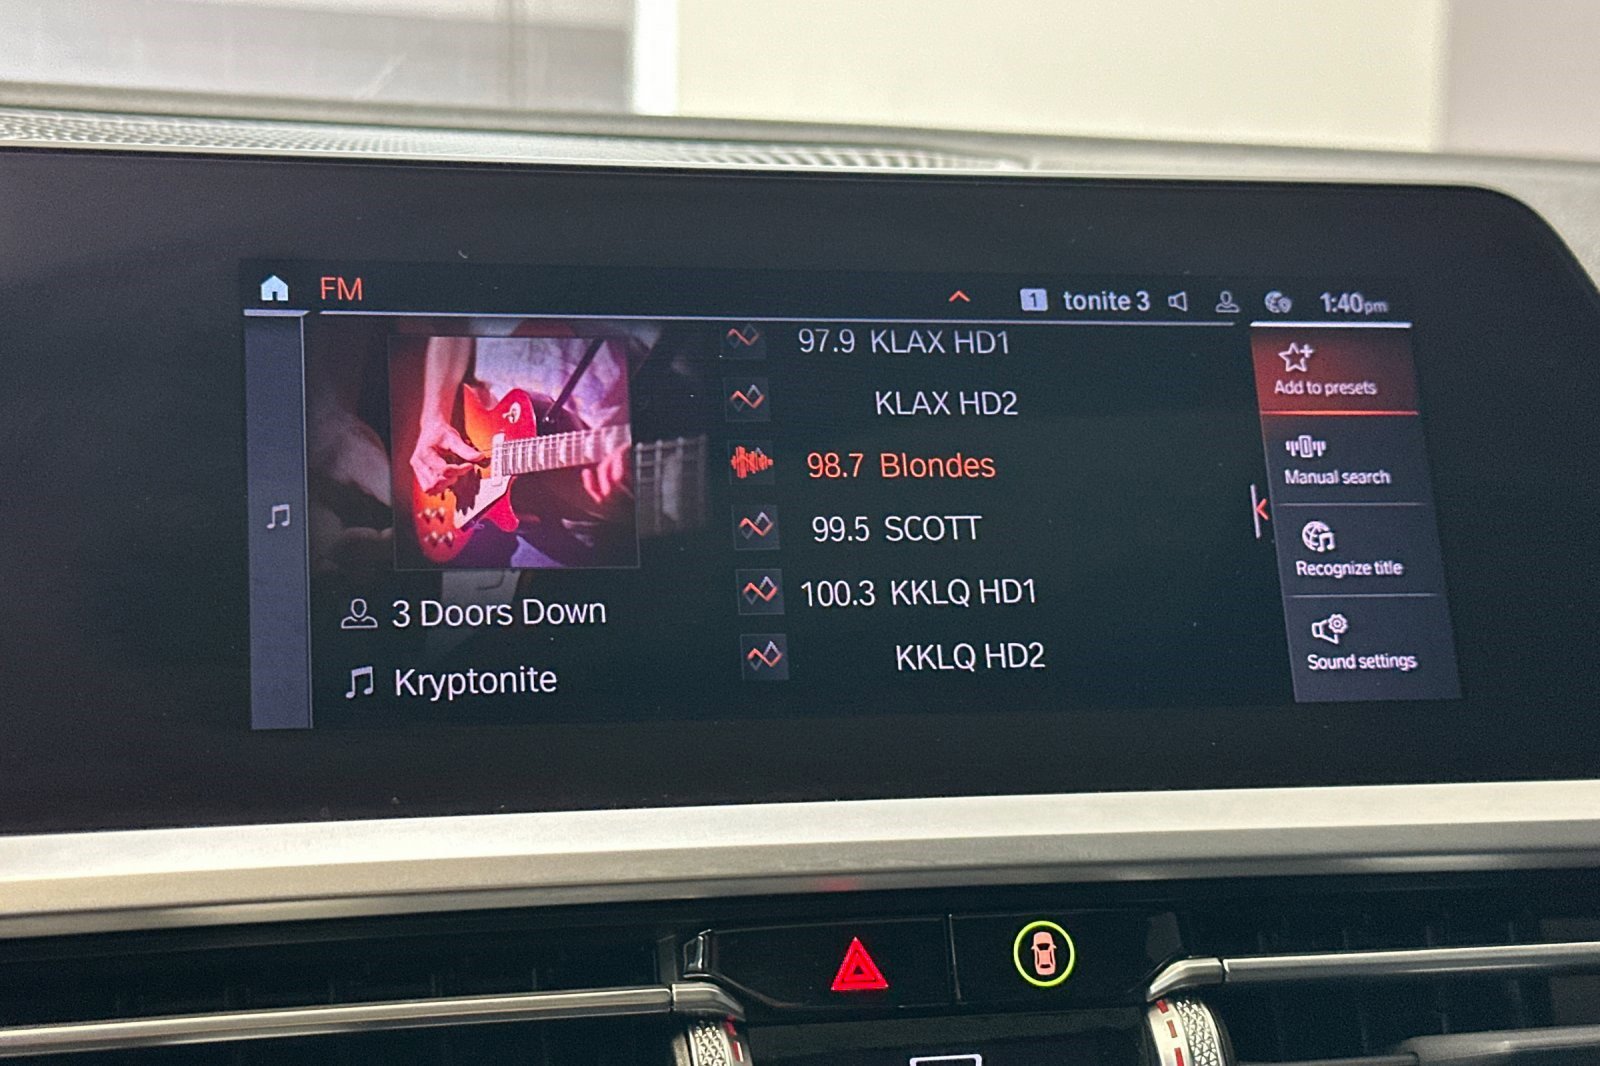 FM
1 tonite 3 1:40pm
97.9 KLAX HD1
KLAX HD2
98.7 Blondes
99.5 SCOTT
100.3 KKLQ HD1
KKLQ HD2
3 Doors Down
Kryptonite
Add to presets
Manual search
Recognize title
Sound settings